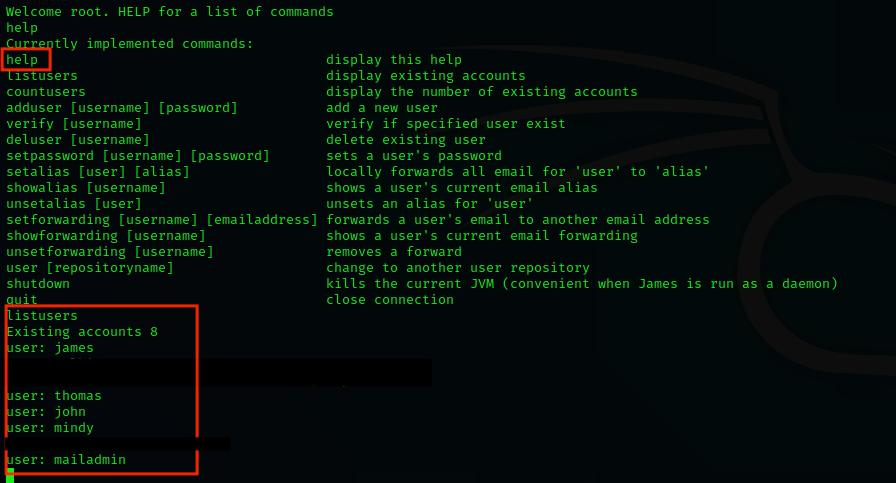 Welcome root. HELP for a list of commands
help
Currently implemented commands:
help display this help
listusers display existing accounts
countusers display the number of existing accounts
adduser [username] [password] add a new user
verify [username] verify if specified user exist
deluser [username] delete existing user
setpassword [username] [password] sets a user's password
setalias [user] [alias] locally forwards all email for 'user' to 'alias'
showalias [username] shows a user's current email alias
unsetalias [user] unsets an alias for 'user'
setforwarding [username] [emailaddress] forwards a user's email to another email address
showforwarding [username] shows a user's current email forwarding
unsetforwarding [username] removes a forward
user [repositoryname] change to another user repository
shutdown kills the current JVM (convenient when James is run as a daemon)
quit close connection
listusers
Existing accounts 8
user: james
user: thomas
user: john
user: mindy
user: mailadmin